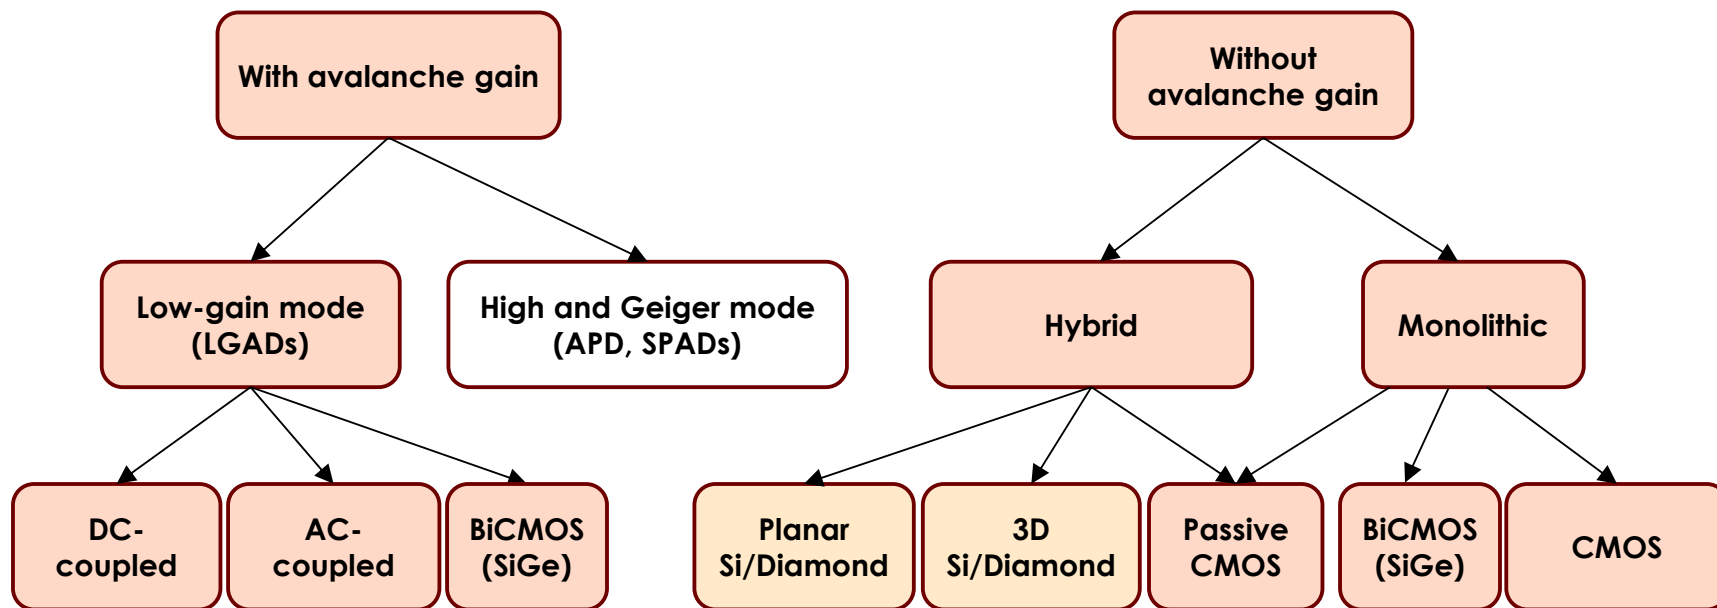 With avalanche gain
Without
avalanche gain
Low-gain mode
(LGADs)
High and Geiger mode
(APD, SPADs)
Hybrid
Monolithic
DC-
coupled
AC-
coupled
BiCMOS
(SiGe)
Planar
Si/Diamond
3D
Si/Diamond
Passive
CMOS
BiCMOS
(SiGe)
CMOS